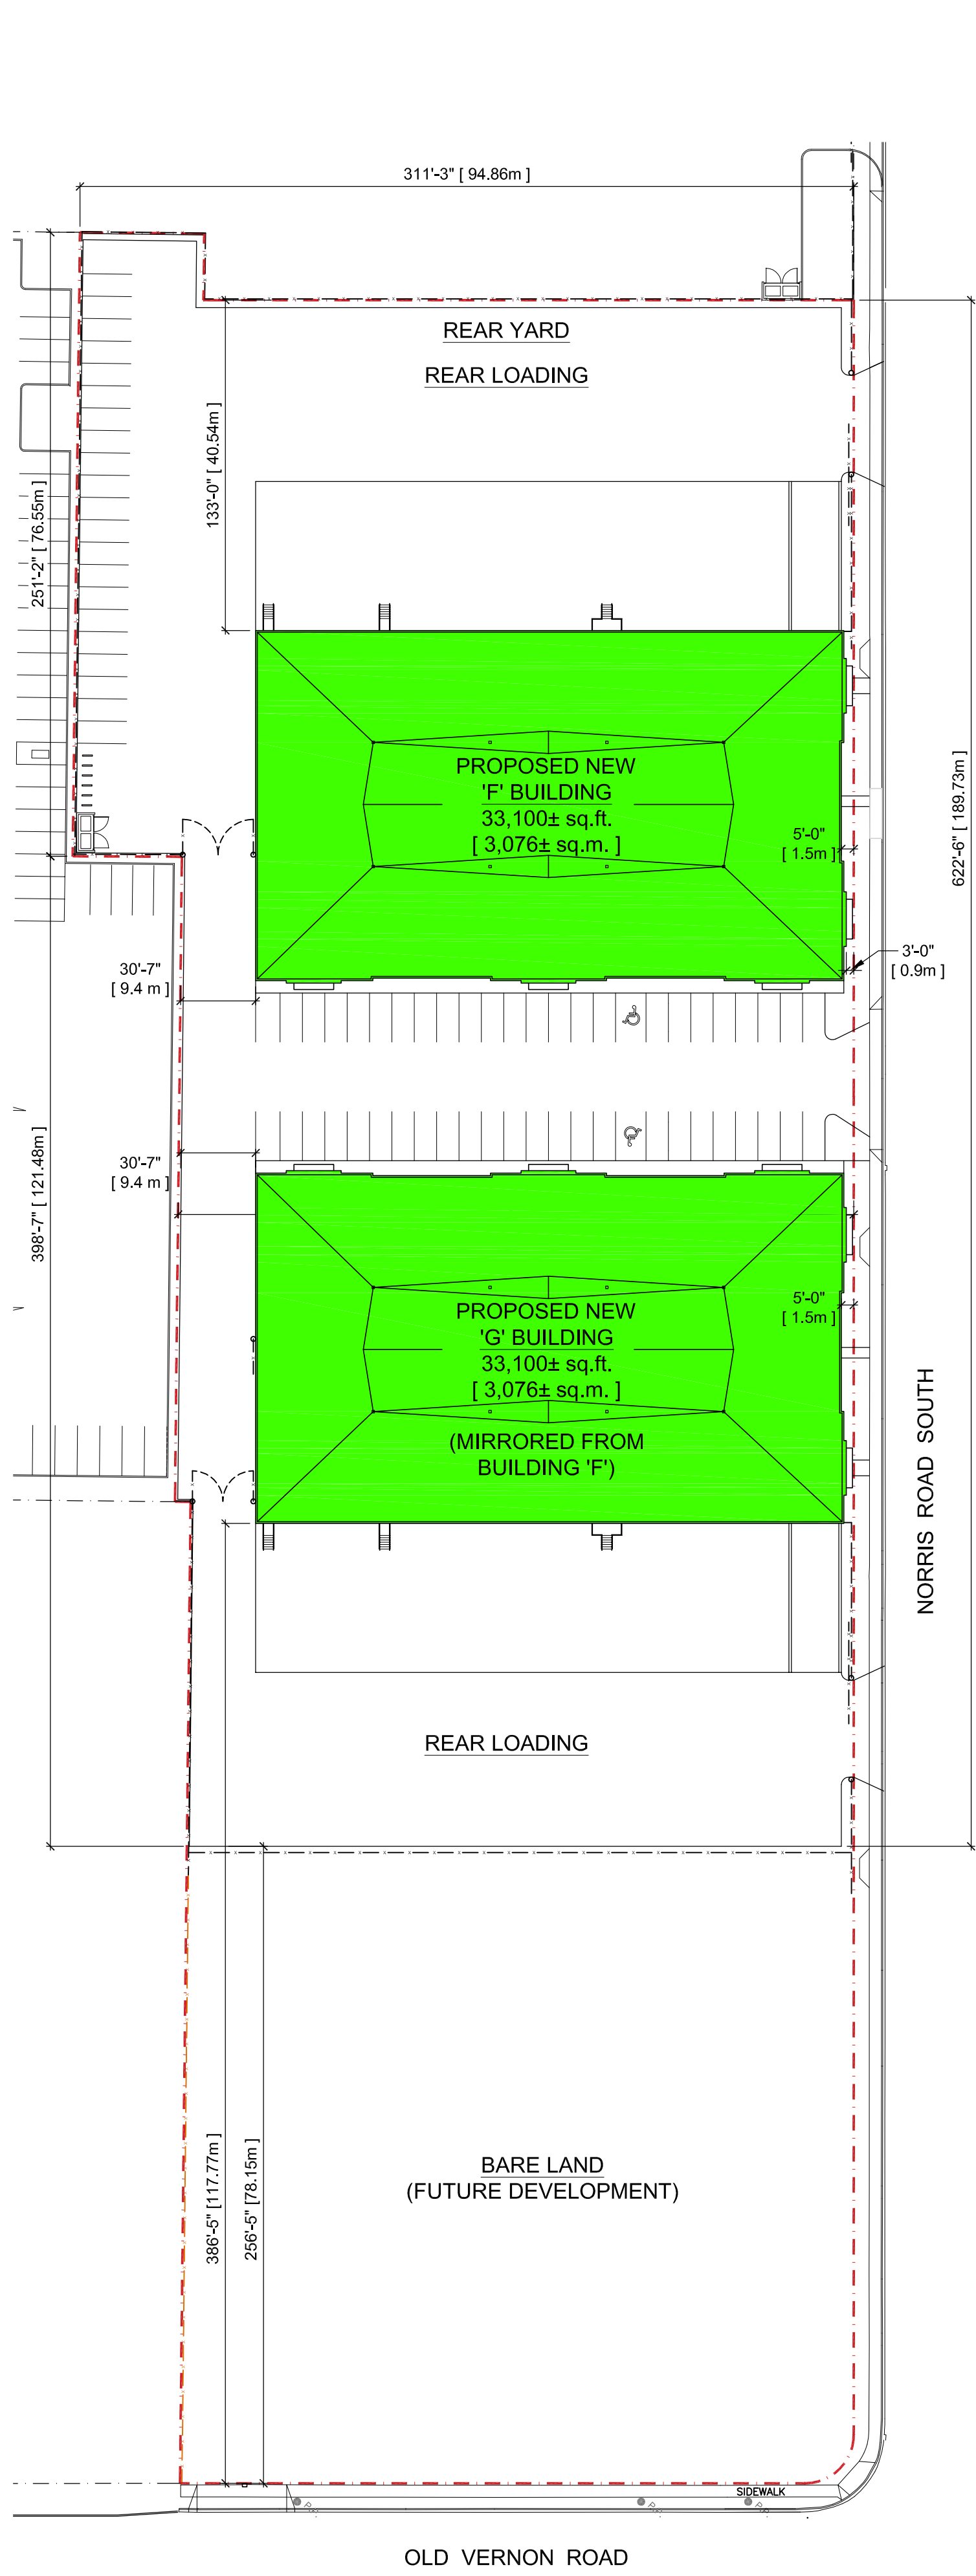 311'-3" [ 94.86m ]
REAR YARD
REAR LOADING
133'-0" [ 40.54m]
251'-2" [ 76.55m]
622'-6" [ 189.73m ]
PROPOSED NEW
'F' BUILDING
33,100± sq.ft.
[ 3,076± sq.m. ]
5'-0"
[ 1.5m ]
3'-0"
[ 0.9m]
30'-7"
[ 9.4 m ]
30'-7"
[ 9.4 m ]
398'-7" [ 121.48m]
PROPOSED NEW
'G' BUILDING
33,100± sq.ft.
[ 3,076± sq.m. ]
(MIRRORED FROM
BUILDING 'F')
5'-0"
[ 1.5m ]
NORRIS ROAD SOUTH
REAR LOADING
386'-5" [117.77m ]
256'-5" [78.15m ]
BARE LAND
(FUTURE DEVELOPMENT)
SIDEWALK
OLD VERNON ROAD